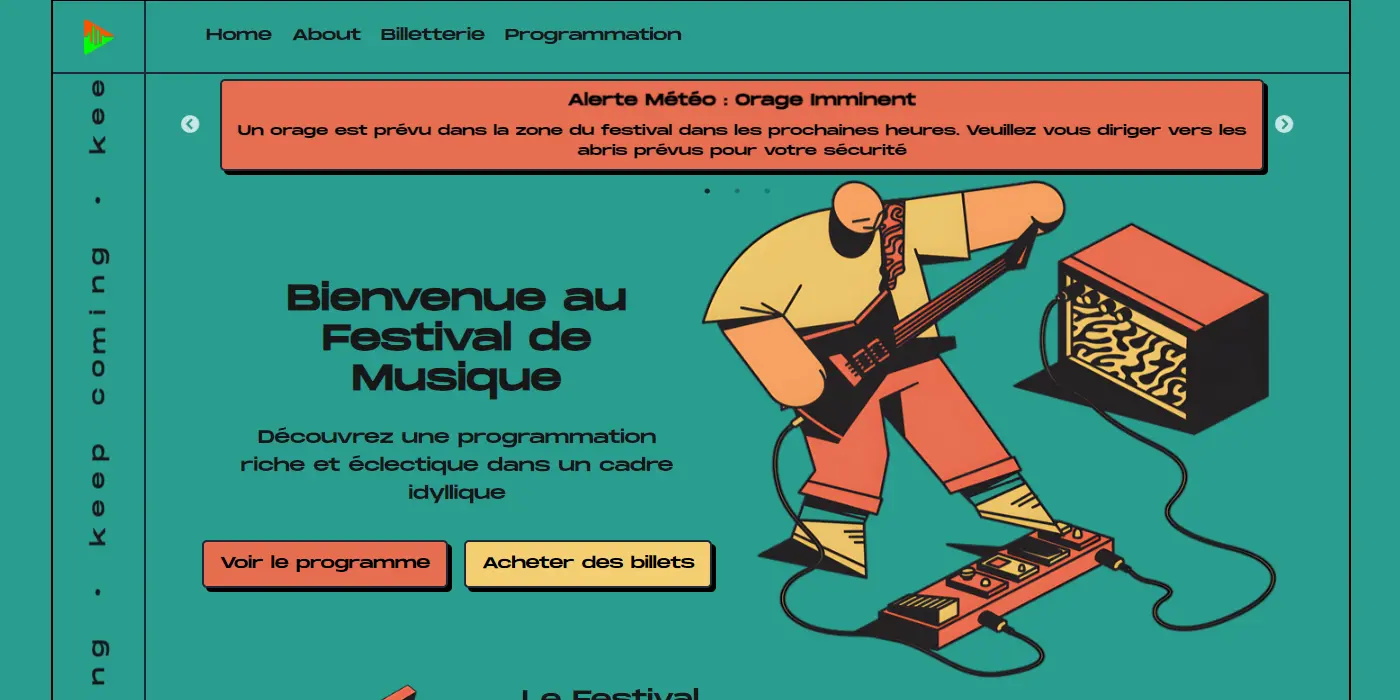 Home About Billetterie Programmation
Alerte Météo : Orage Imminent
Un orage est prévu dans la zone du festival dans les prochaines heures. Veuillez vous diriger vers les
abris prévus pour votre sécurité
kee
keep coming ·
ng ·
Bienvenue au
Festival de
Musique
Découvrez une programmation
riche et éclectique dans un cadre
idyllique
Voir le programme
Acheter des billets
Le Festival